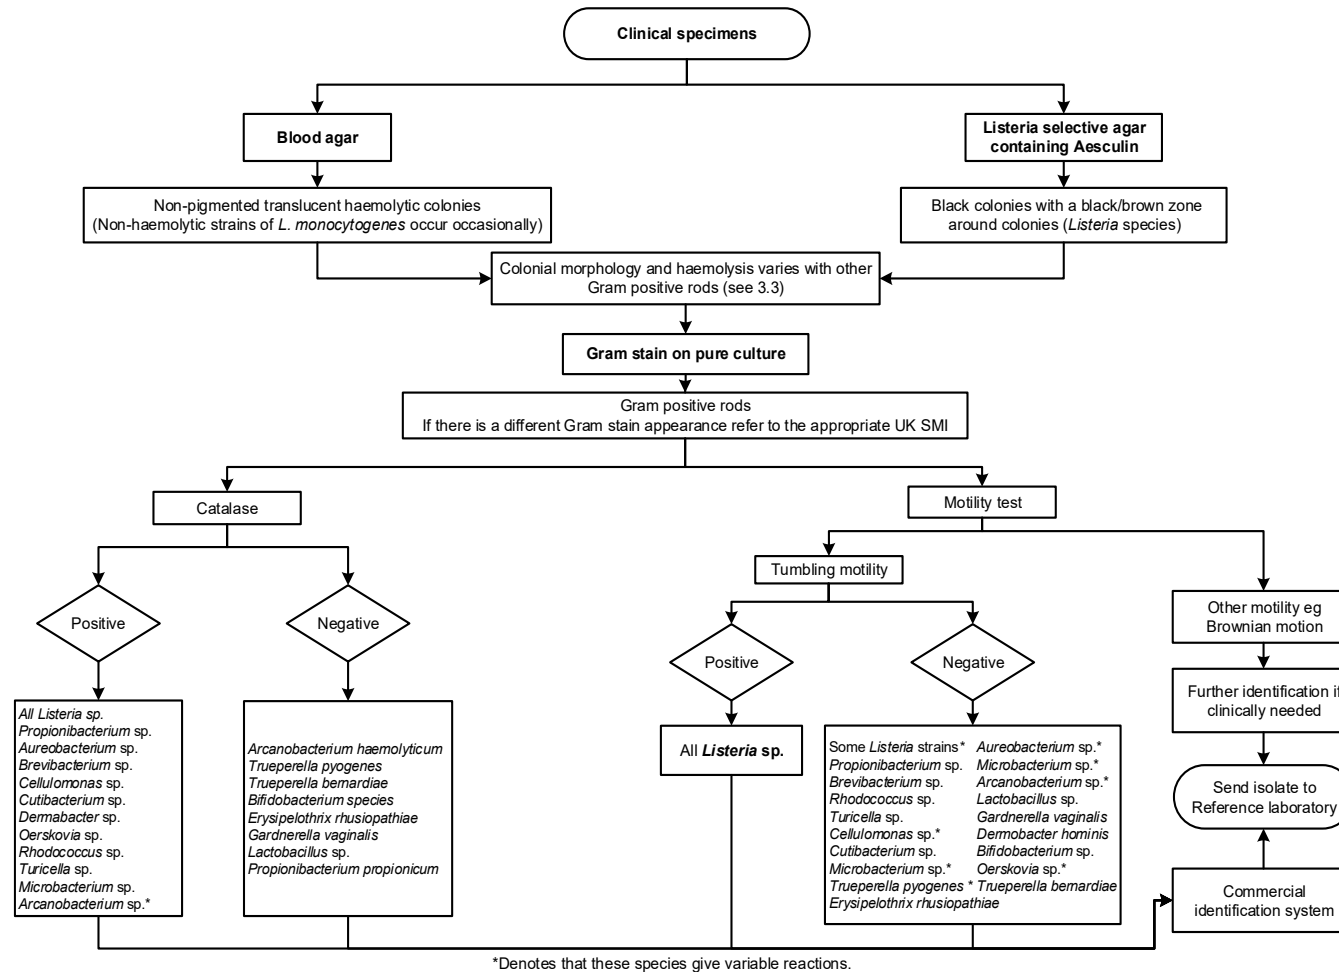 Clinical specimens
Blood agar
Listeria selective agar
containing Aesculin
Non-pigmented translucent haemolytic colonies
(Non-haemolytic strains of L. monocytogenes occur occasionally)
Black colonies with a black/brown zone
around colonies (Listeria species)
Colonial morphology and haemolysis varies with other
Gram positive rods (see 3.3)
Gram stain on pure culture
Gram positive rods
If there is a different Gram stain appearance refer to the appropriate UK SMI
Catalase
Motility test
Tumbling motility
Other motility eg
Brownian motion
Positive
Negative
Positive
Negative
Further identification if
clinically needed
All Listeria sp.
Propionibacterium sp.
Aureobacterium sp.
Brevibacterium sp.
Cellulomonas sp.
Cutibacterium sp.
Dermabacter sp.
Oerskovia sp.
Rhodococcus sp.
Turicella sp.
Microbacterium sp.
Arcanobacterium sp.*
Arcanobacterium haemolyticum
Trueperella pyogenes
Trueperella bernardiae
Bifidobacterium species
Erysipelothrix rhusiopathiae
Gardnerella vaginalis
Lactobacillus sp.
Propionibacterium propionicum
All Listeria sp.
Some Listeria strains*
Propionibacterium sp.
Brevibacterium sp.
Rhodococcus sp.
Turicella sp.
Cellulomonas sp.*
Cutibacterium sp.
Microbacterium sp.*
Trueperella pyogenes *
Erysipelothrix rhusiopathiae
Aureobacterium sp.*
Microbacterium sp.*
Arcanobacterium sp.*
Lactobacillus sp.
Gardnerella vaginalis
Dermobacter hominis
Bifidobacterium sp.
Oerskovia sp.*
Trueperella bernardiae
Send isolate to
Reference laboratory
Commercial
identification system
*Denotes that these species give variable reactions.